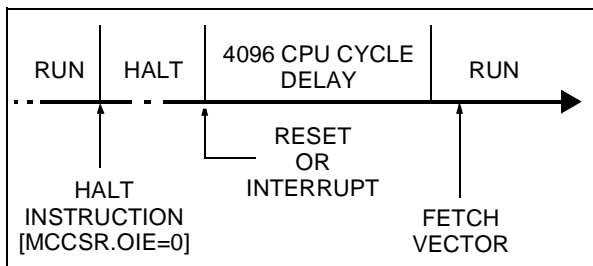 RUN
HALT
4096 CPU CYCLE
DELAY
RUN
RESET
OR
INTERRUPT
HALT
INSTRUCTION
[MCCSR.OIE=0]
FETCH
VECTOR